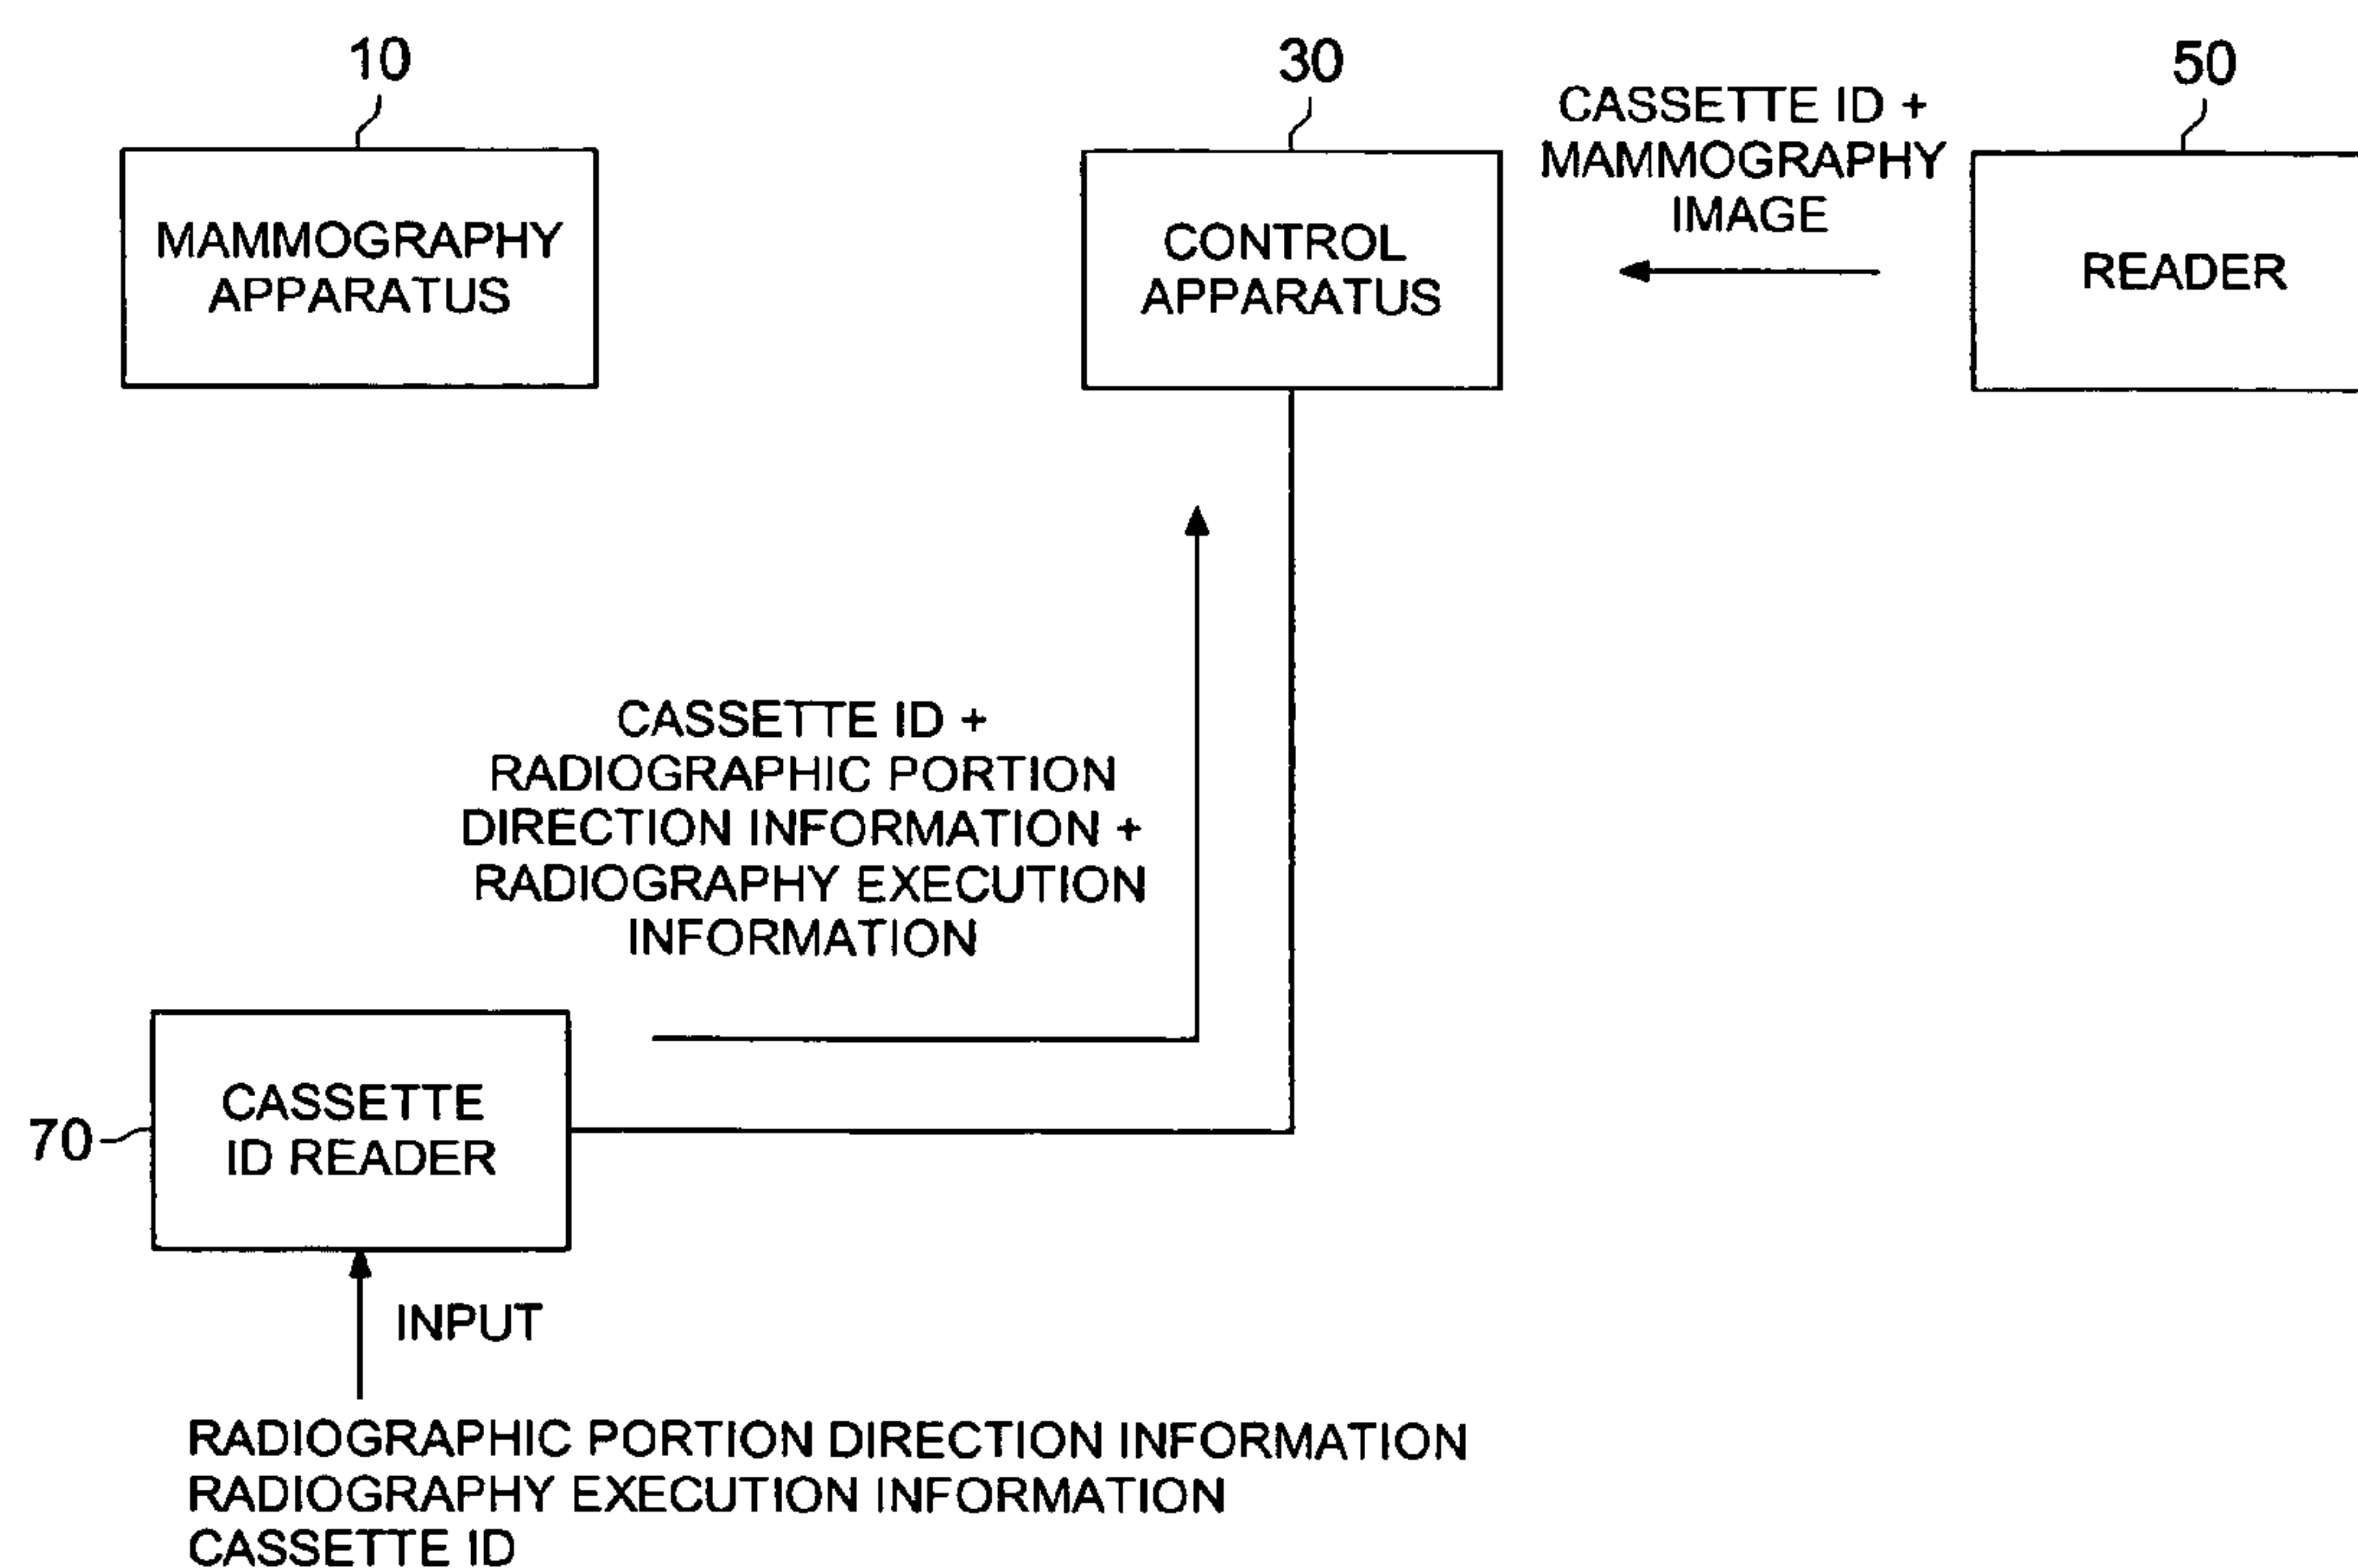 10
30
50
CASSETTE ID +
MAMMOGRAPHY
IMAGE
MAMMOGRAPHY
APPARATUS
CONTROL
APPARATUS
READER
CASSETTE ID +
RADIOGRAPHIC PORTION
DIRECTION INFORMATION +
RADIOGRAPHY EXECUTION
INFORMATION
70
CASSETTE
ID READER
INPUT
RADIOGRAPHIC PORTION DIRECTION INFORMATION
RADIOGRAPHY EXECUTION INFORMATION
CASSETTE ID